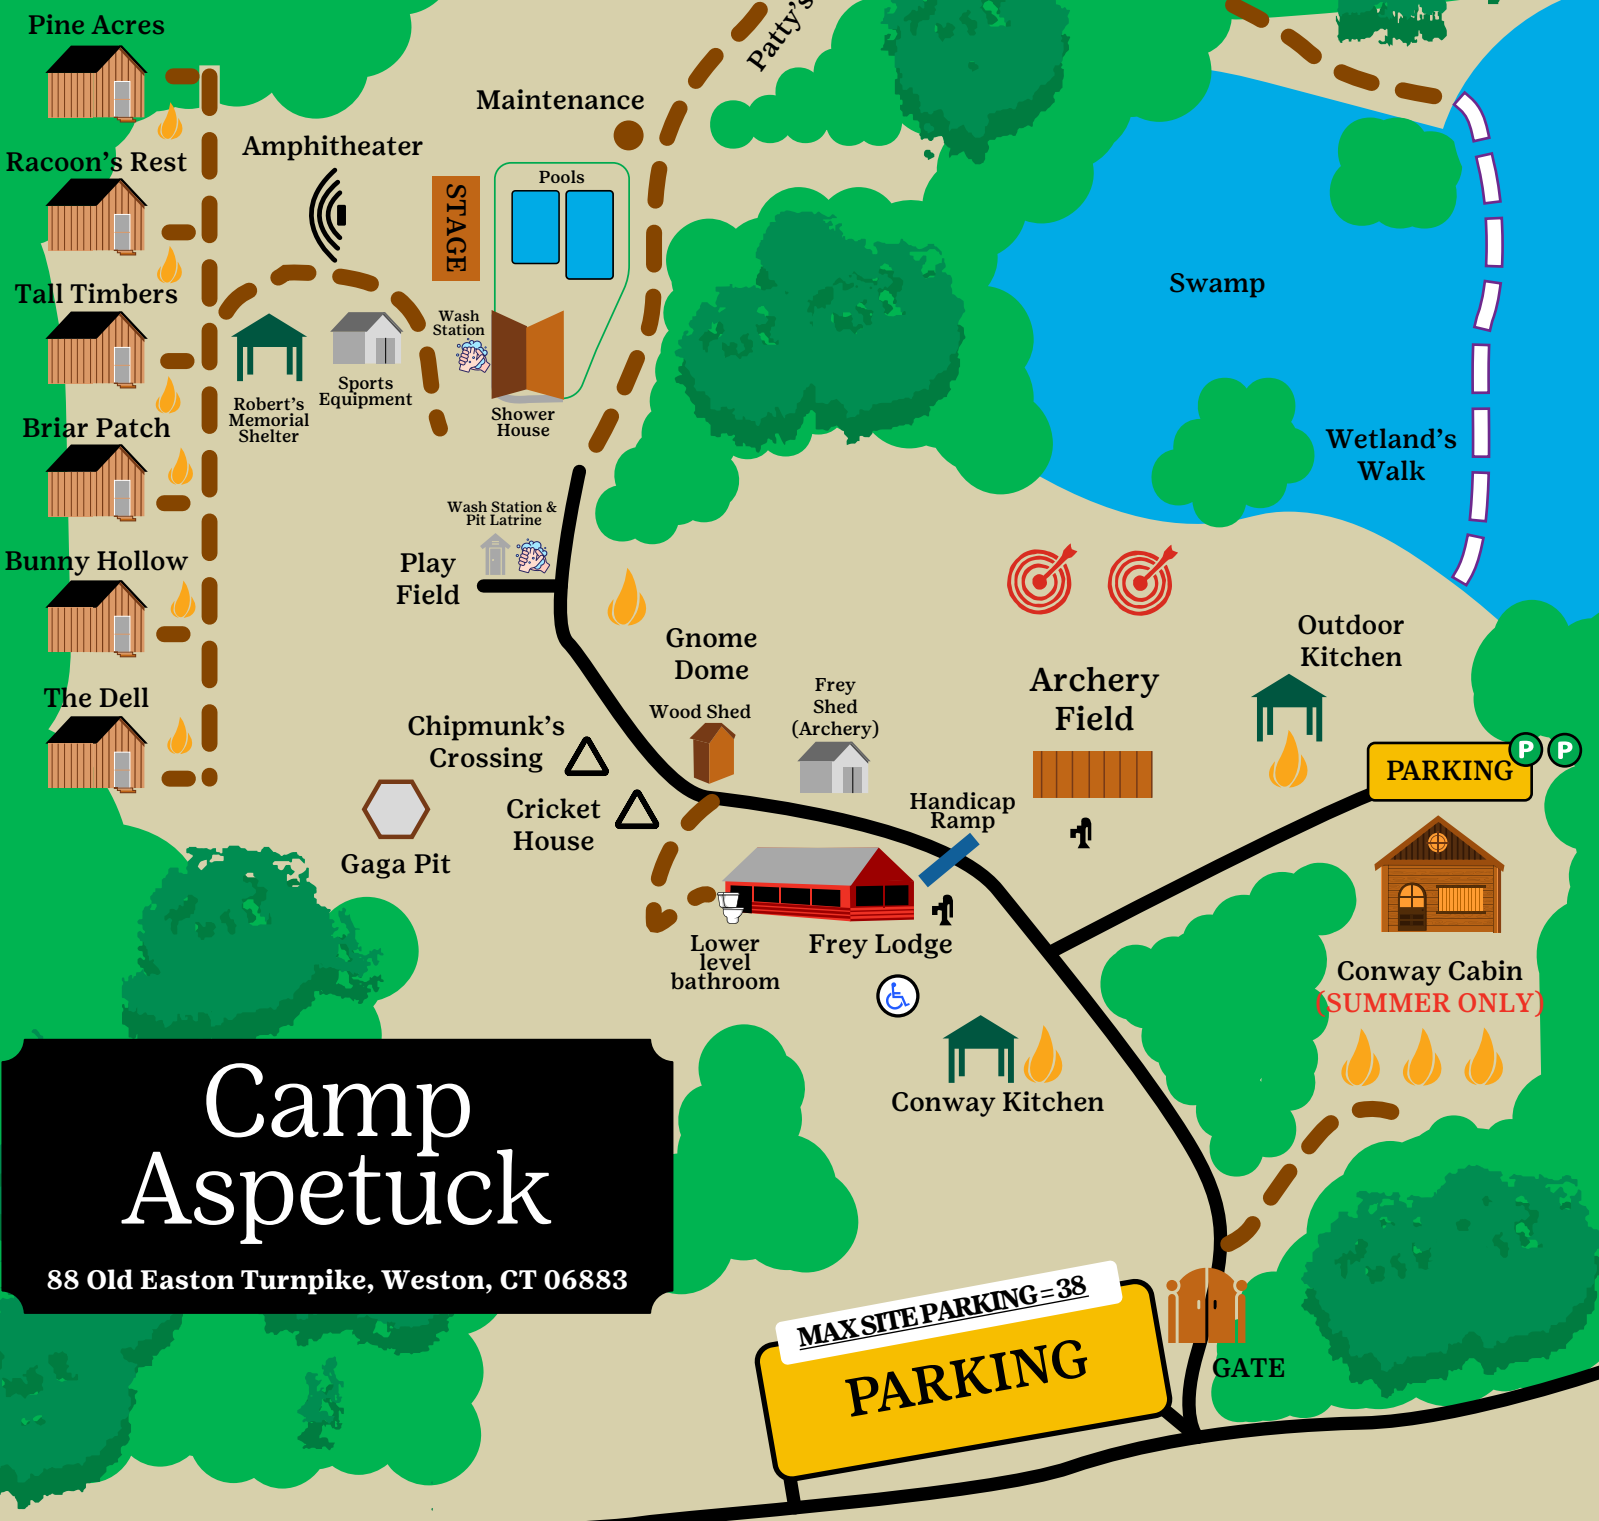 Pine Acres
Patty's
Maintenance
Amphitheater
Racoon's Rest
STAGE
Pools
Swamp
Tall Timbers
Wash
Station
Sports
Equipment
Robert's
Memorial
Shelter
Shower
House
Briar Patch
Wetland's
Walk
Wash Station &
Pit Latrine
Play
Field
Bunny Hollow
Gnome
Dome
Outdoor
Kitchen
Archery
Field
Frey
Shed
(Archery)
The Dell
Wood Shed
Chipmunk's
Crossing
P
P
PARKING
Cricket
House
Handicap
Ramp
Gaga Pit
Lower
level
bathroom
Frey Lodge
Conway Cabin
(SUMMER ONLY)
Conway Kitchen
Camp
Aspetuck
88 Old Easton Turnpike, Weston, CT 06883
MAX SITE PARKING = 38
PARKING
GATE